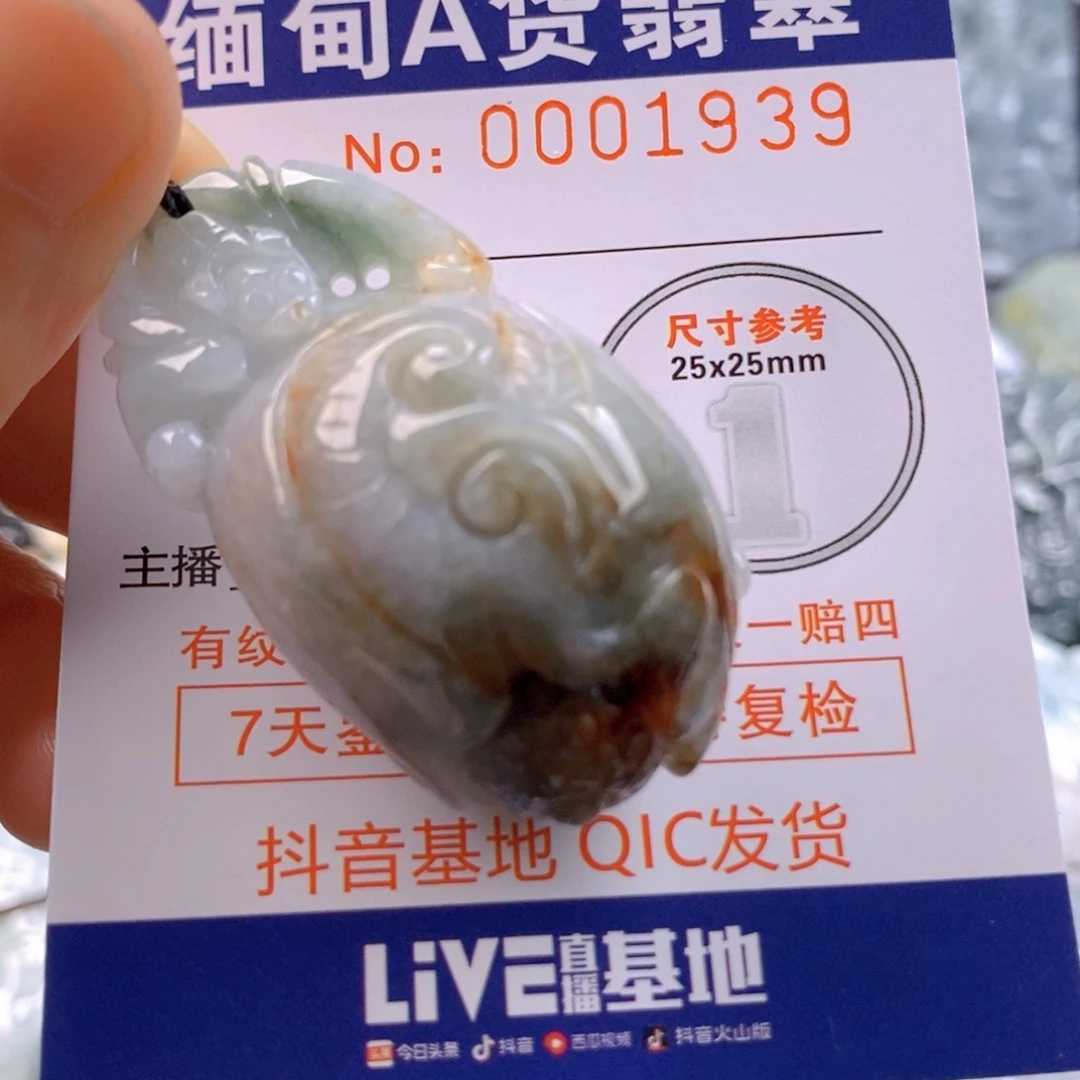 缅甸A货翡翠
No: 0001939
尺寸参考
25x25mm
1
主播
有纹 一赔四
7天鉴 复检
抖音基地 QIC发货
LiVE直播基地
头条 今日头条 抖音 西瓜视频 抖音火山版